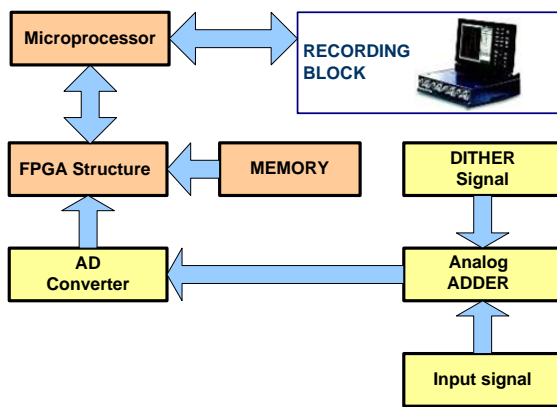 Microprocessor
RECORDING
BLOCK
FPGA Structure
MEMORY
DITHER
Signal
AD
Converter
Analog
ADDER
Input signal